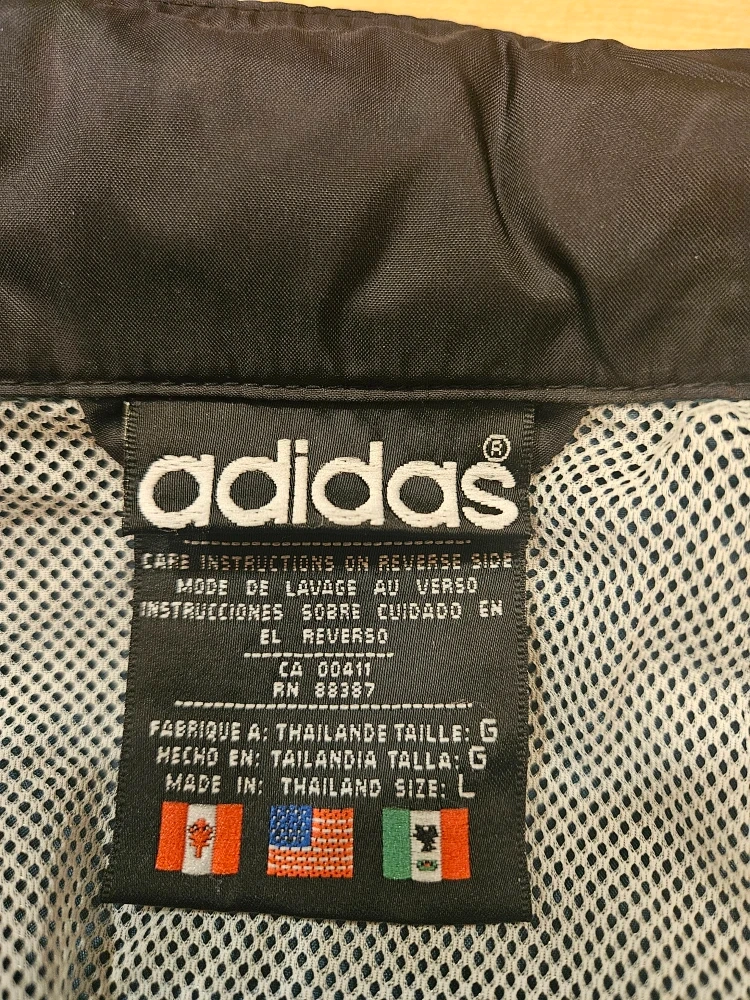 adidas®
CARE INSTRUCTIONS ON REVERSE SIDE
MODE DE LAVAGE AU VERSO
INSTRUCCIONES SOBRE CUIDADO EN
EL REVERSO
CA 00411
RN 88387
FABRIQUE A: THAILANDE TAILLE: G
HECHO EN: TAILANDIA TALLA: G
MADE IN: THAILAND SIZE: L